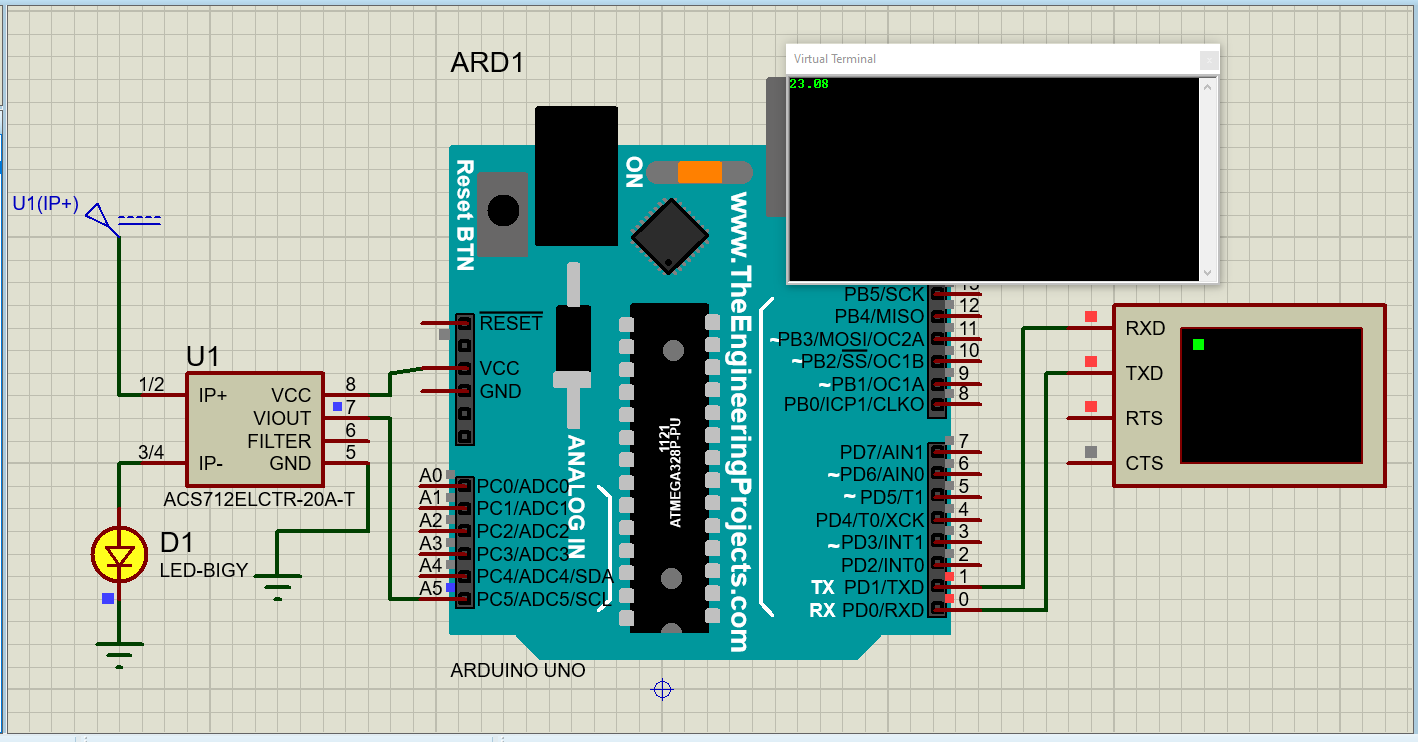 ARD1
Virtual Terminal
23.08
U1(IP+)
Reset BTN
ON
www.TheEngineeringProjects.com
RESET
VCC
GND
ANALOG IN
1121
ATMEGA328P-PU
A0 PC0/ADC0
A1 PC1/ADC1
A2 PC2/ADC2
A3 PC3/ADC3
A4 PC4/ADC4/SDA
A5 PC5/ADC5/SCL
PB5/SCK 13
PB4/MISO 12
~PB3/MOSI/OC2A 11
~PB2/SS/OC1B 10
~PB1/OC1A 9
PB0/ICP1/CLKO 8
PD7/AIN1 7
~PD6/AIN0 6
~PD5/T1 5
PD4/T0/XCK 4
~PD3/INT1 3
PD2/INT0 2
TX PD1/TXD 1
RX PD0/RXD 0
ARDUINO UNO
U1
1/2 IP+
3/4 IP-
VCC 8
VIOUT 7
FILTER 6
GND 5
ACS712ELCTR-20A-T
D1
LED-BIGY
RXD
TXD
RTS
CTS